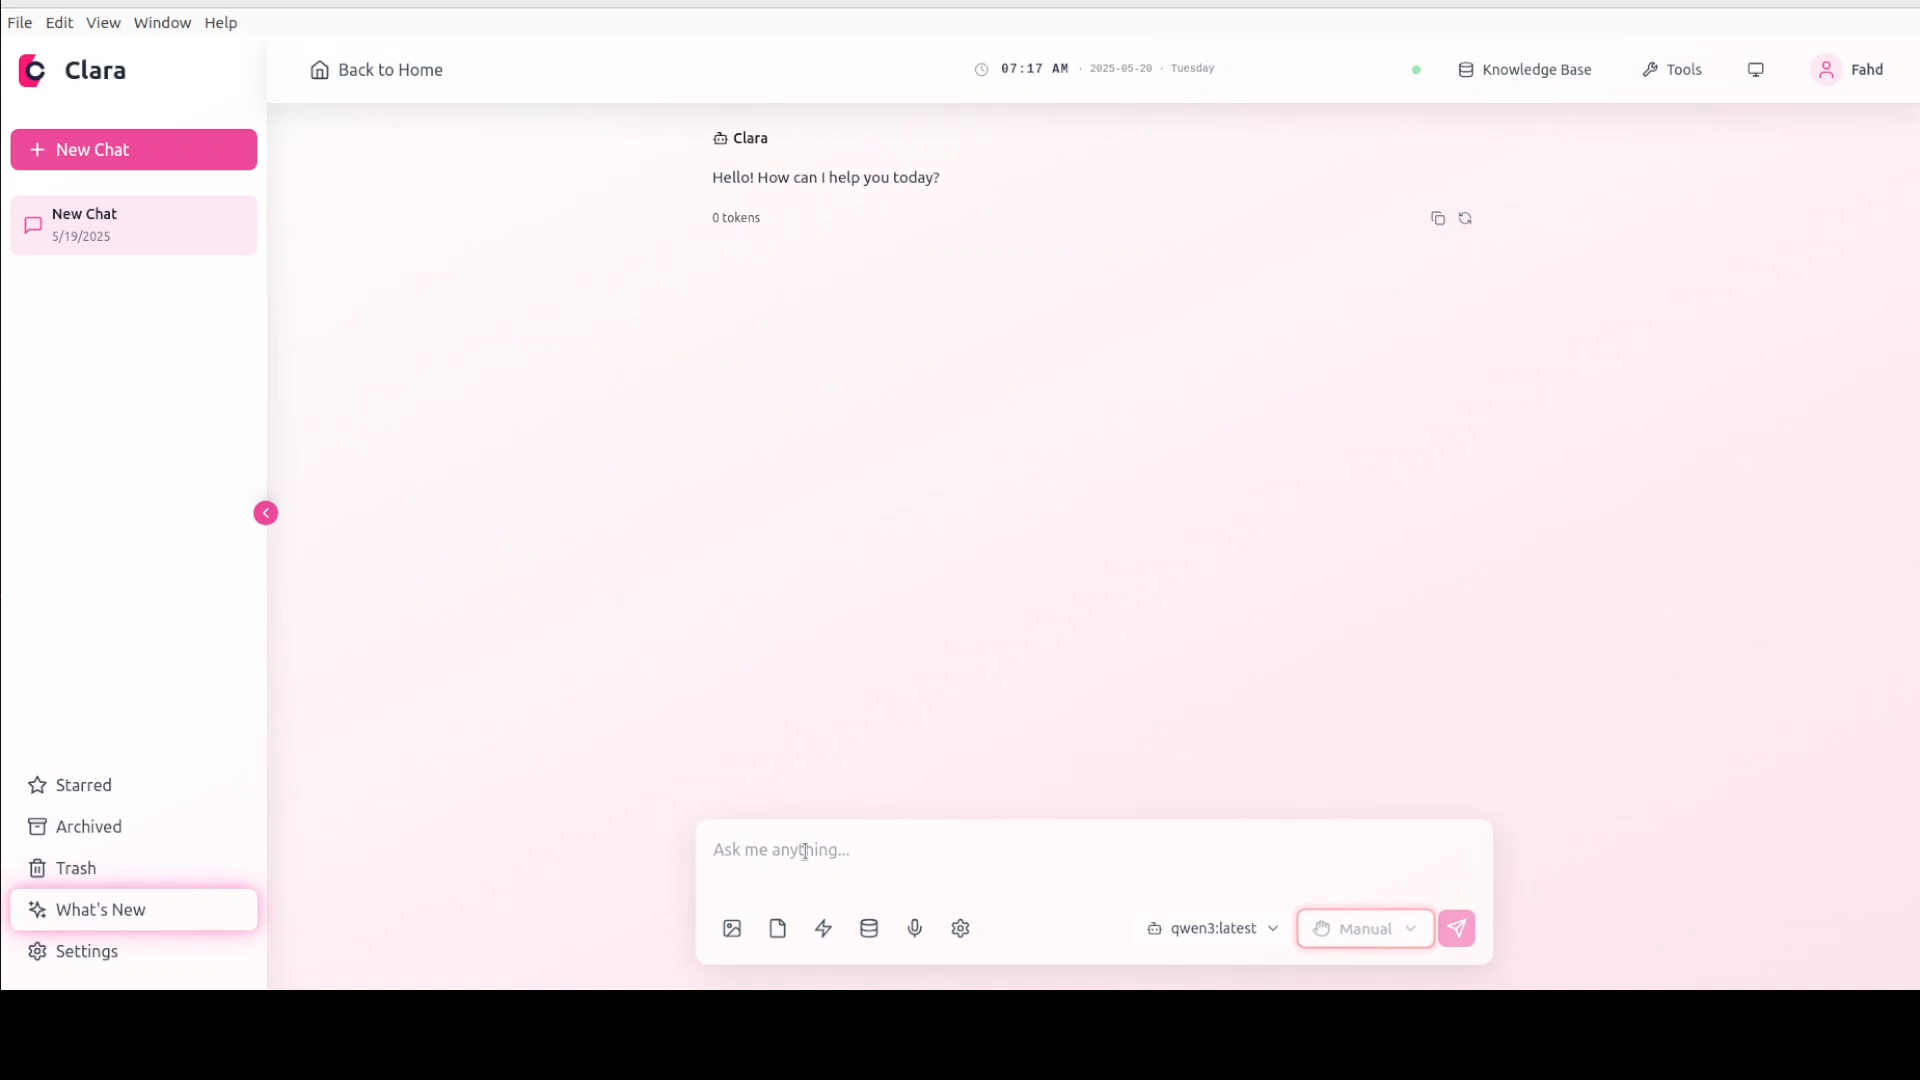 File Edit View Window Help
Clara
Back to Home
07:17 AM · 2025-05-20 · Tuesday
Knowledge Base
Tools
Fahd
New Chat
New Chat
5/19/2025
Clara
Hello! How can I help you today?
0 tokens
Starred
Archived
Trash
What's New
Settings
Ask me anything...
qwen3:latest
Manual